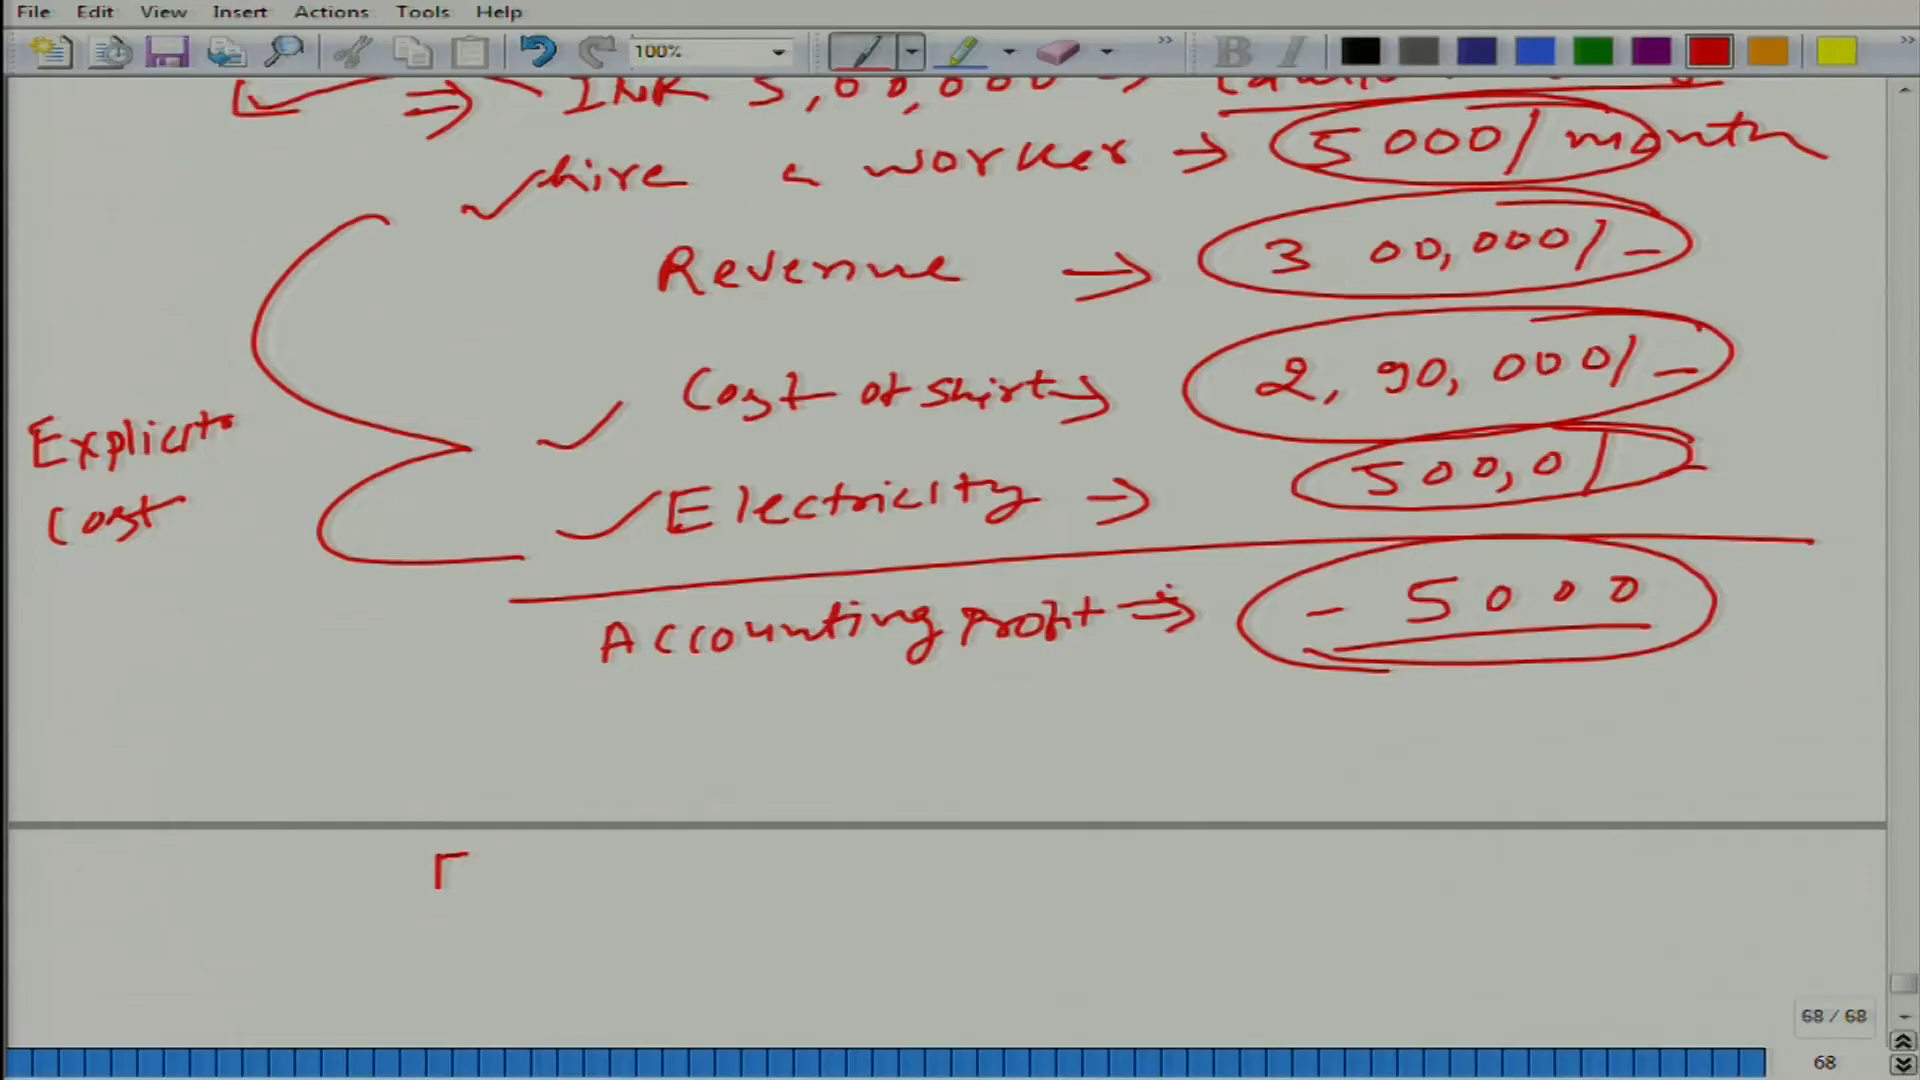 File Edit View Insert Actions Tools Help
100%
INR 5,00,000
hire a worker → 5000/month
Revenue → 3 00,000/-
Cost of shirt → 2,90,000/-
Explicit
Cost
Electricity → 500,0/-
Accounting profit ⇒ - 5000
68 / 68
68